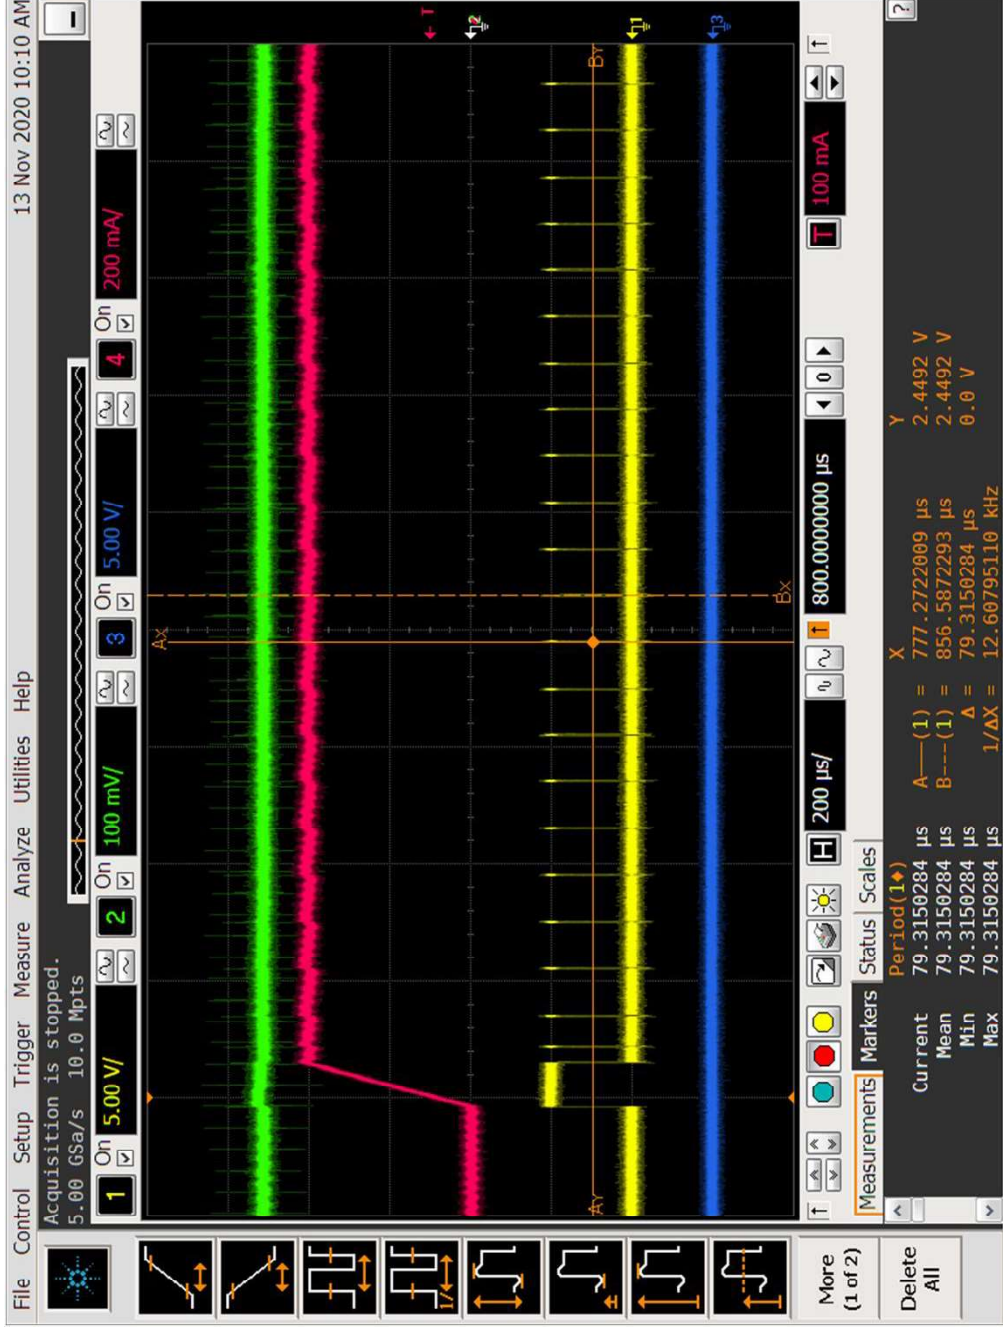 File Control Setup Trigger Measure Analyze Utilities Help 13 Nov 2020 10:10 AM
Acquisition is stopped.
5.00 GSa/s 10.0 Mpts
1 On 5.00 V/ 2 On 100 mV/ 3 On 5.00 V/ 4 On 200 mA/
Ax
Ay
Bx
By
T
2
1
3
1/4
More
(1 of 2)
Delete
All
H 200 µs/ 800.0000000 µs 0 T 100 mA
Measurements Markers Status Scales
?
Period(1♦) X Y
Current 79.3150284 µs A——(1) = 777.2722009 µs 2.4492 V
Mean 79.3150284 µs B---(1) = 856.5872293 µs 2.4492 V
Min 79.3150284 µs Δ = 79.3150284 µs 0.0 V
Max 79.3150284 µs 1/ΔX = 12.60795110 kHz